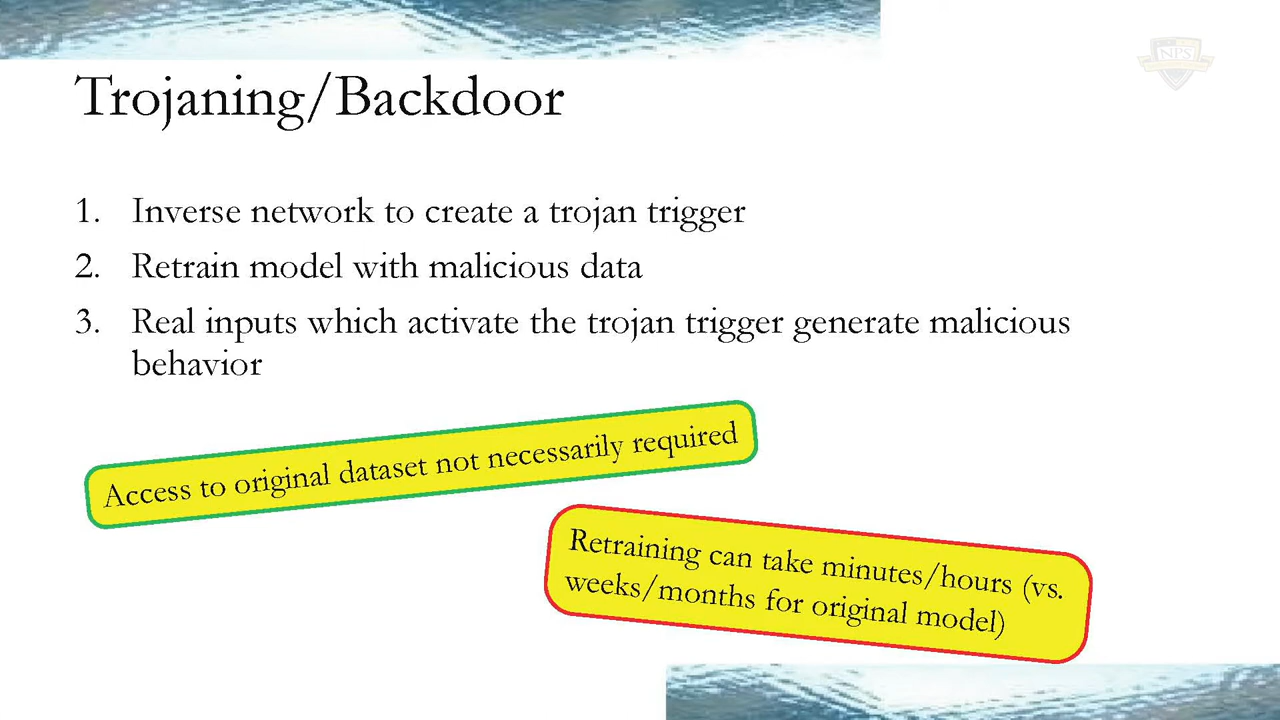 NPS
Trojaning/Backdoor
1. Inverse network to create a trojan trigger
2. Retrain model with malicious data
3. Real inputs which activate the trojan trigger generate malicious
behavior
Access to original dataset not necessarily required
Retraining can take minutes/hours (vs.
weeks/months for original model)